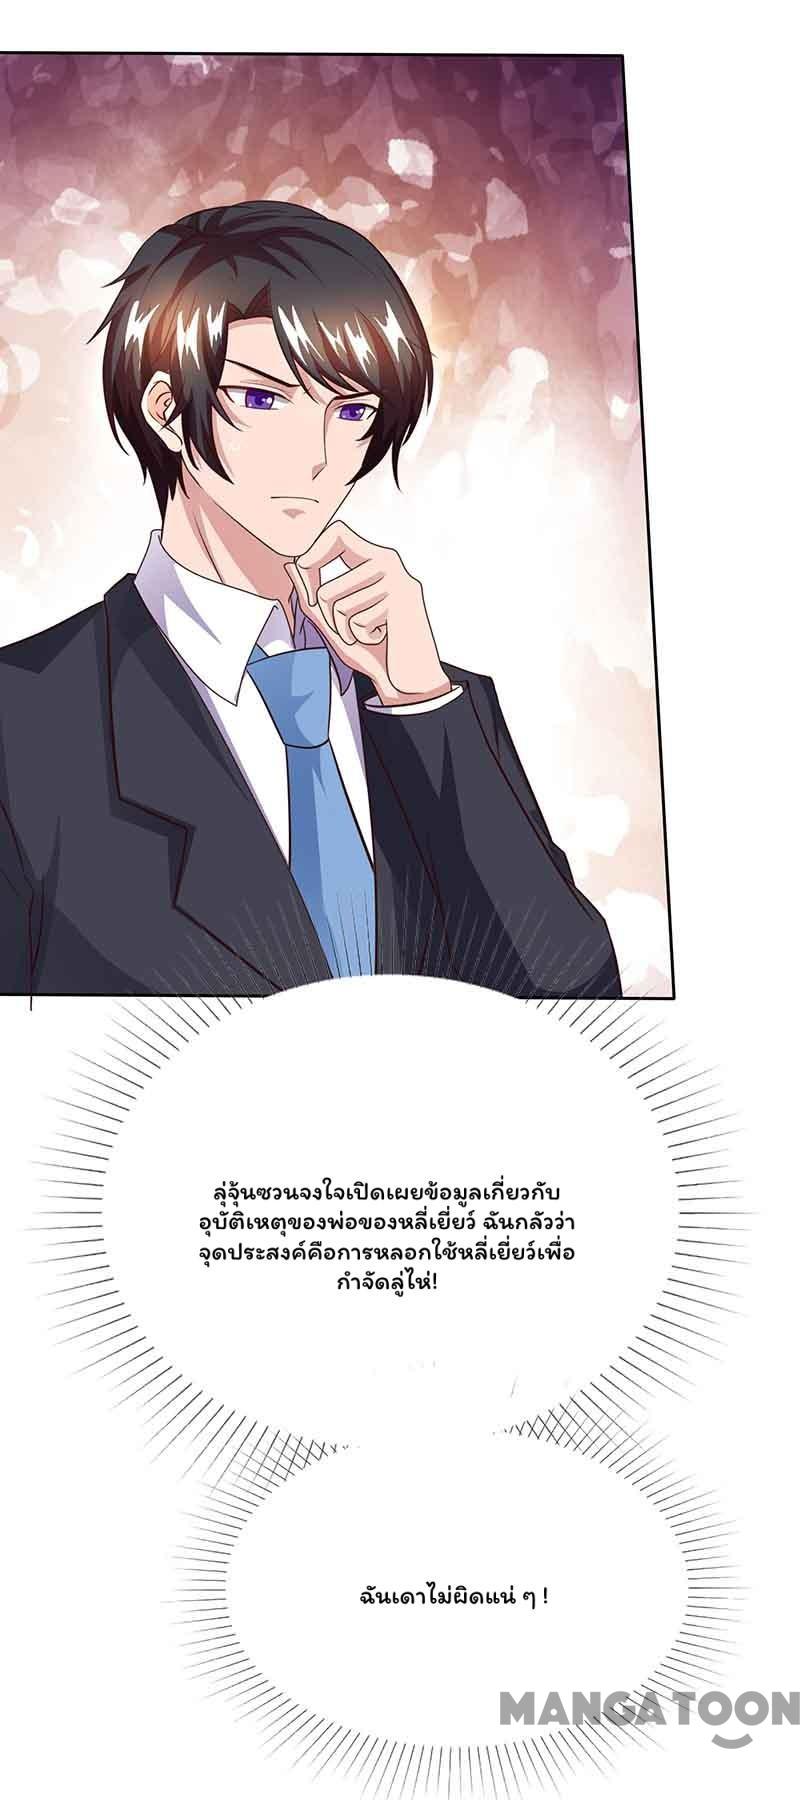 ลุ่จุ้นซวนจงใจเปิดเผยข้อมูลเกี่ยวกับ
อุบัติเหตุของพ่อของหลี่เยี่ยว์ ฉันกลัวว่า
จุดประสงค์คือการหลอกใช้หลี่เยี่ยว์เพื่อ
กำจัดลู่ไห่!
ฉันเดาไม่ผิดแน่ ๆ !
MANGATOON